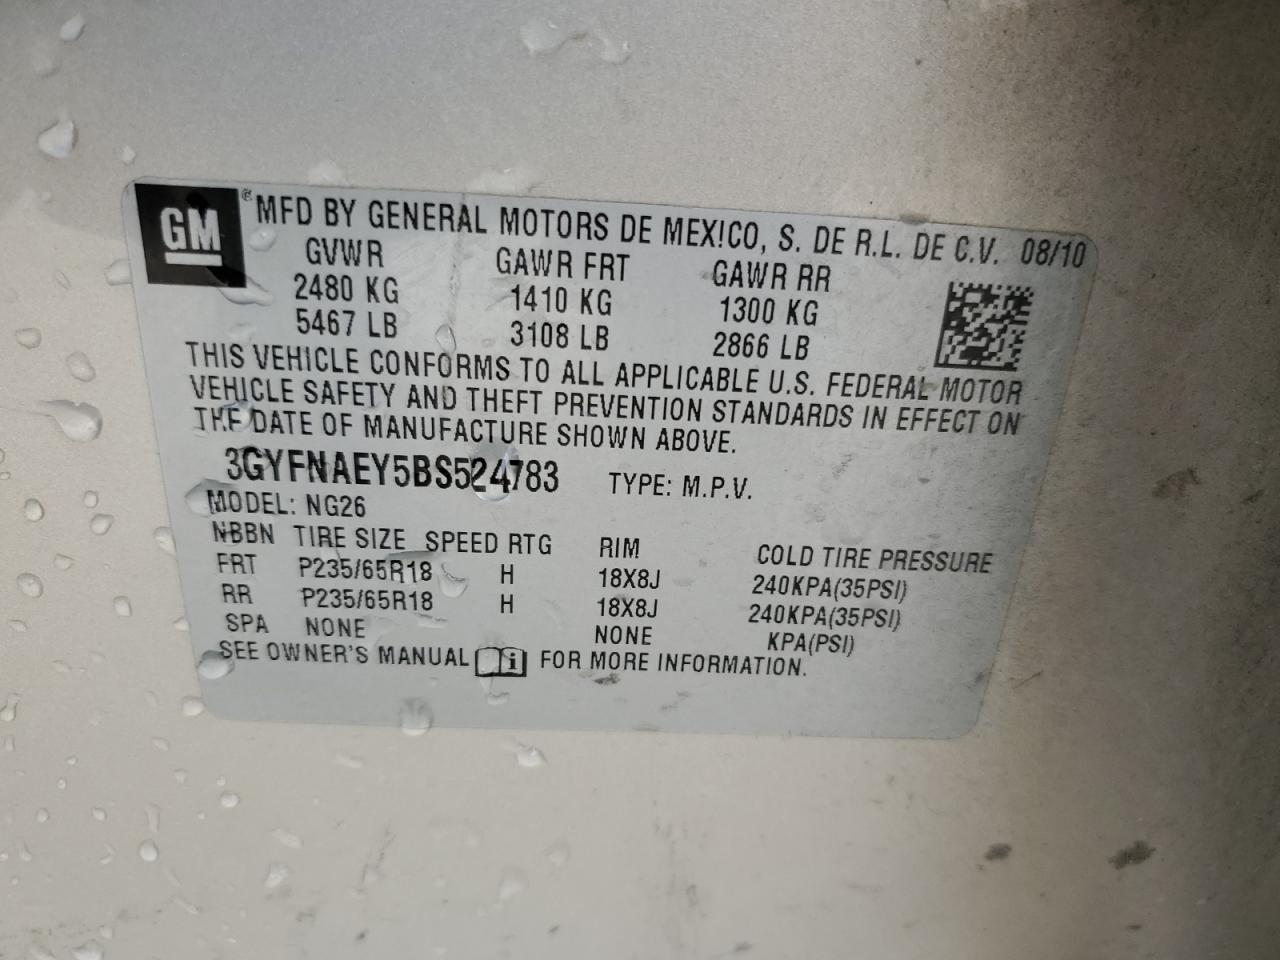 GM ® MFD BY GENERAL MOTORS DE MEXICO, S. DE R.L. DE C.V. 08/10
GVWR GAWR FRT GAWR RR
2480 KG 1410 KG 1300 KG
5467 LB 3108 LB 2866 LB
THIS VEHICLE CONFORMS TO ALL APPLICABLE U.S. FEDERAL MOTOR
VEHICLE SAFETY AND THEFT PREVENTION STANDARDS IN EFFECT ON
THE DATE OF MANUFACTURE SHOWN ABOVE.
3GYFNAEY5BS524783 TYPE: M.P.V.
MODEL: NG26
NBBN TIRE SIZE SPEED RTG RIM COLD TIRE PRESSURE
FRT P235/65R18 H 18X8J 240KPA(35PSI)
RR P235/65R18 H 18X8J 240KPA(35PSI)
SPA NONE NONE KPA(PSI)
SEE OWNER'S MANUAL i FOR MORE INFORMATION.